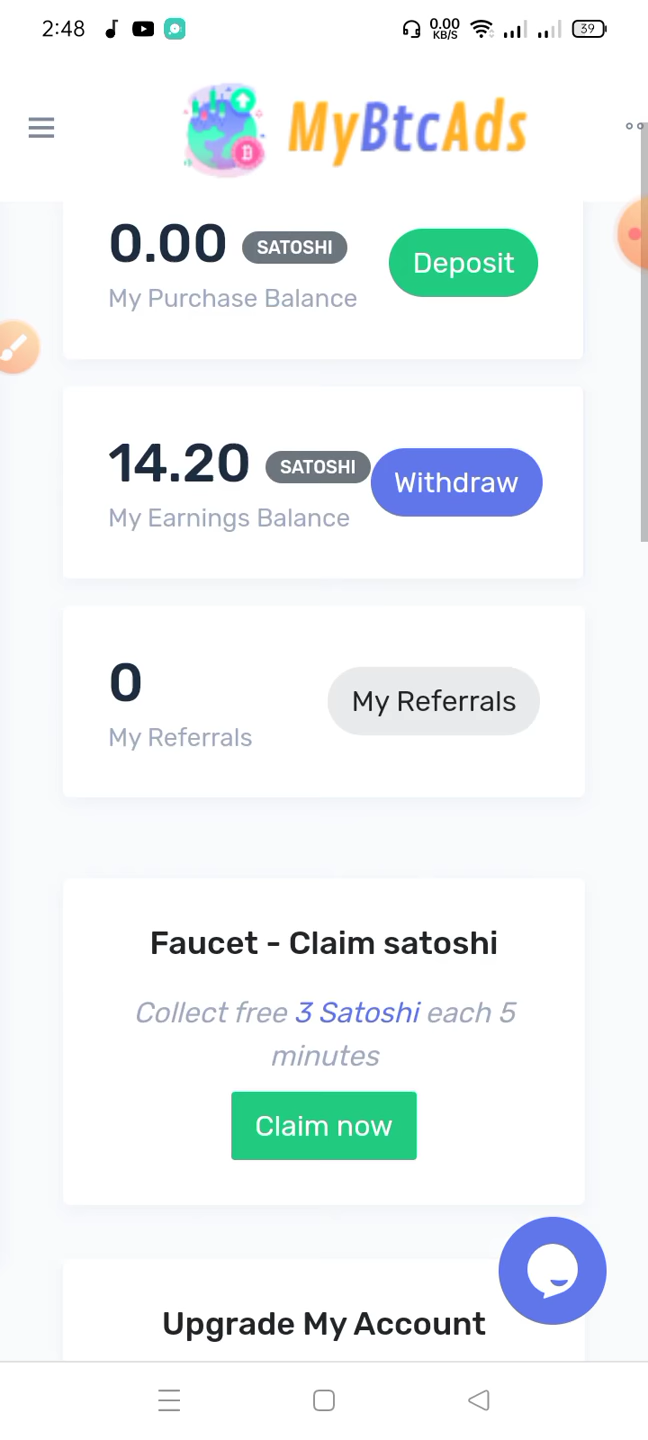 2:48
0.00
KB/S
39
MyBtcAds
0.00 SATOSHI
Deposit
My Purchase Balance
14.20 SATOSHI
Withdraw
My Earnings Balance
0
My Referrals
My Referrals
Faucet - Claim satoshi
Collect free 3 Satoshi each 5
minutes
Claim now
Upgrade My Account